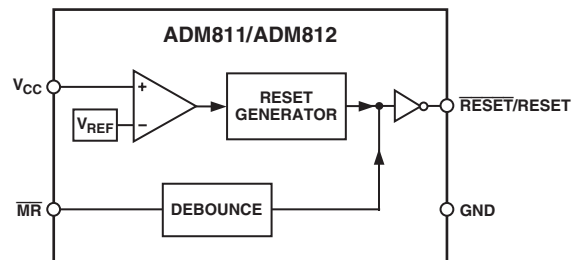 ADM811/ADM812
VCC
+
VREF
−
RESET
GENERATOR
RESET/RESET
MR
DEBOUNCE
GND